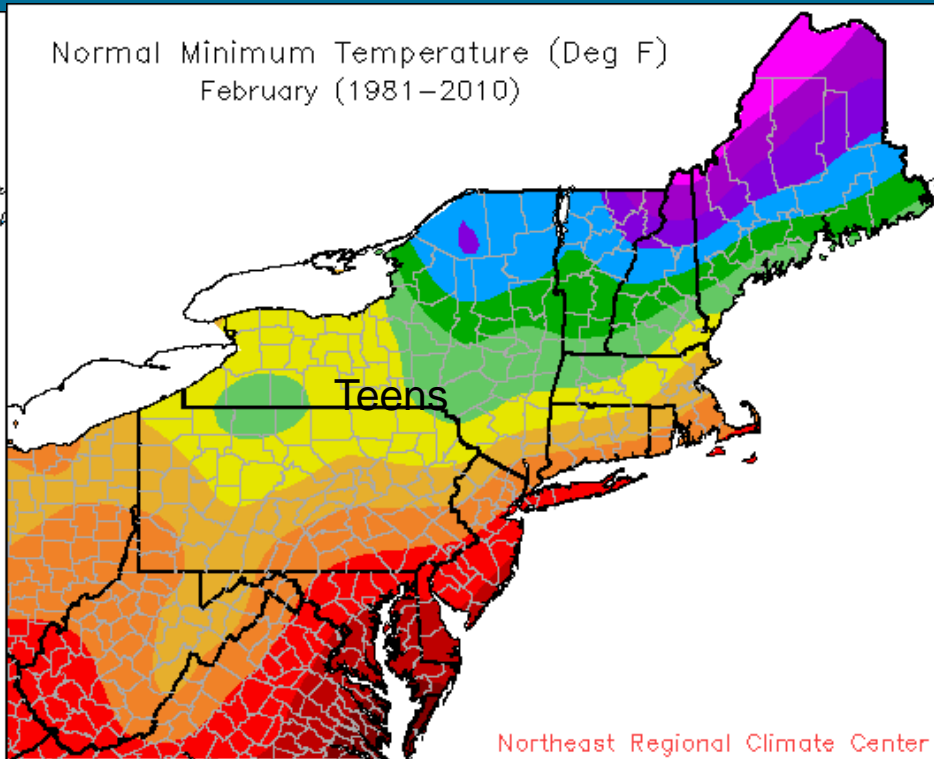 Normal Minimum Temperature (Deg F)
February (1981-2010)
Teens
Northeast Regional Climate Center